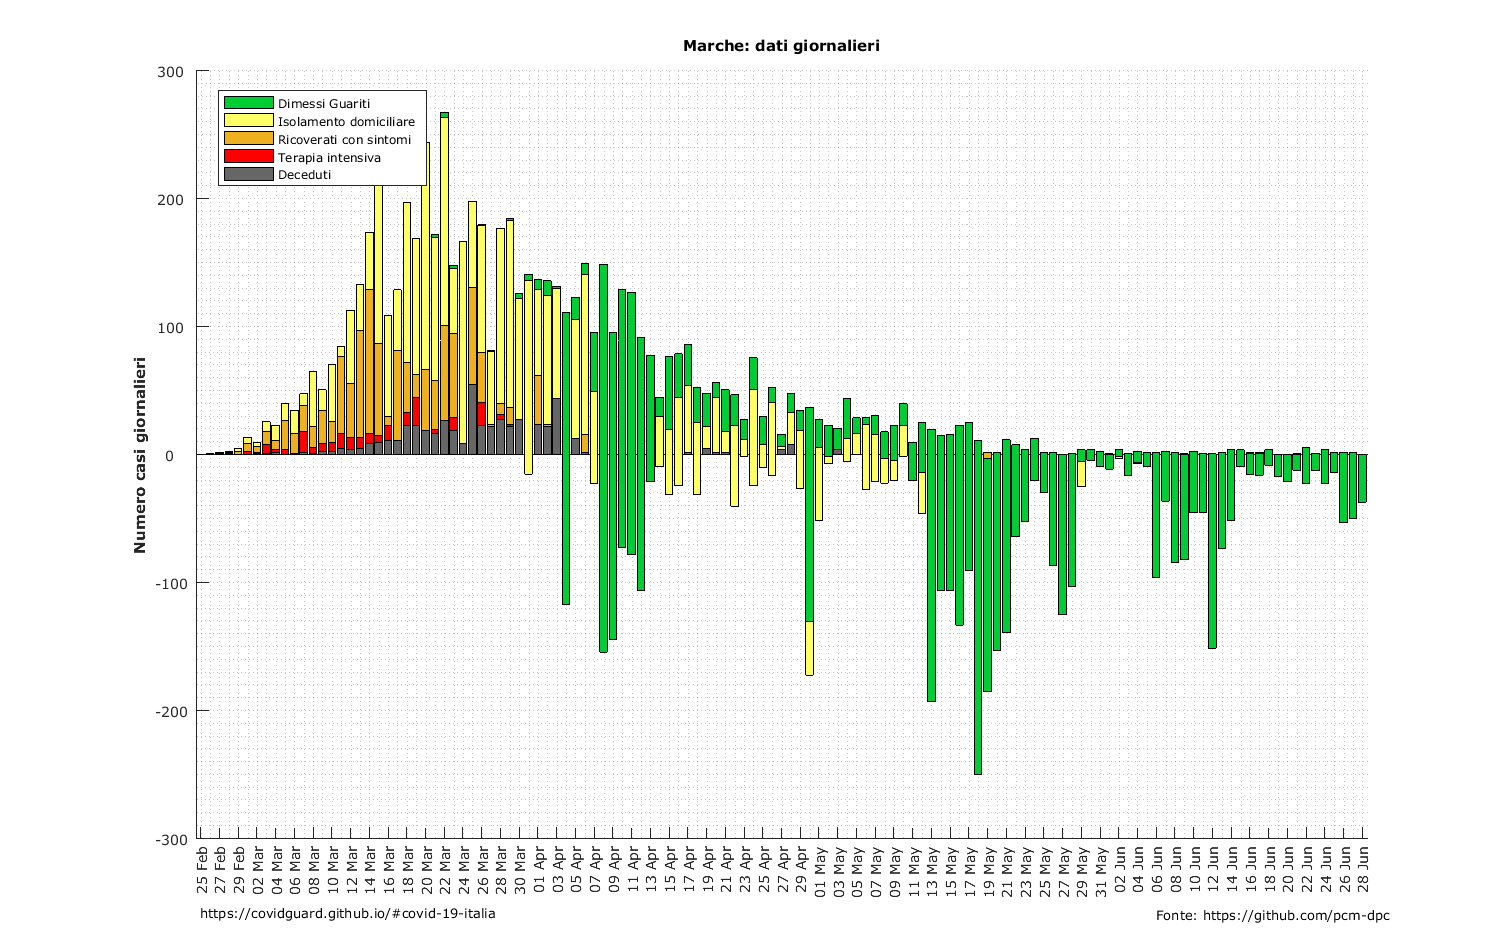 Marche: dati giornalieri
300
200
100
0
-100
-200
-300
Numero casi giornalieri
Dimessi Guariti
Isolamento domiciliare
Ricoverati con sintomi
Terapia intensiva
Deceduti
25 Feb
27 Feb
29 Feb
02 Mar
04 Mar
06 Mar
08 Mar
10 Mar
12 Mar
14 Mar
16 Mar
18 Mar
20 Mar
22 Mar
24 Mar
26 Mar
28 Mar
30 Mar
01 Apr
03 Apr
05 Apr
07 Apr
09 Apr
11 Apr
13 Apr
15 Apr
17 Apr
19 Apr
21 Apr
23 Apr
25 Apr
27 Apr
29 Apr
01 May
03 May
05 May
07 May
09 May
11 May
13 May
15 May
17 May
19 May
21 May
23 May
25 May
27 May
29 May
31 May
02 Jun
04 Jun
06 Jun
08 Jun
10 Jun
12 Jun
14 Jun
16 Jun
18 Jun
20 Jun
22 Jun
24 Jun
26 Jun
28 Jun
https://covidguard.github.io/#covid-19-italia
Fonte: https://github.com/pcm-dpc